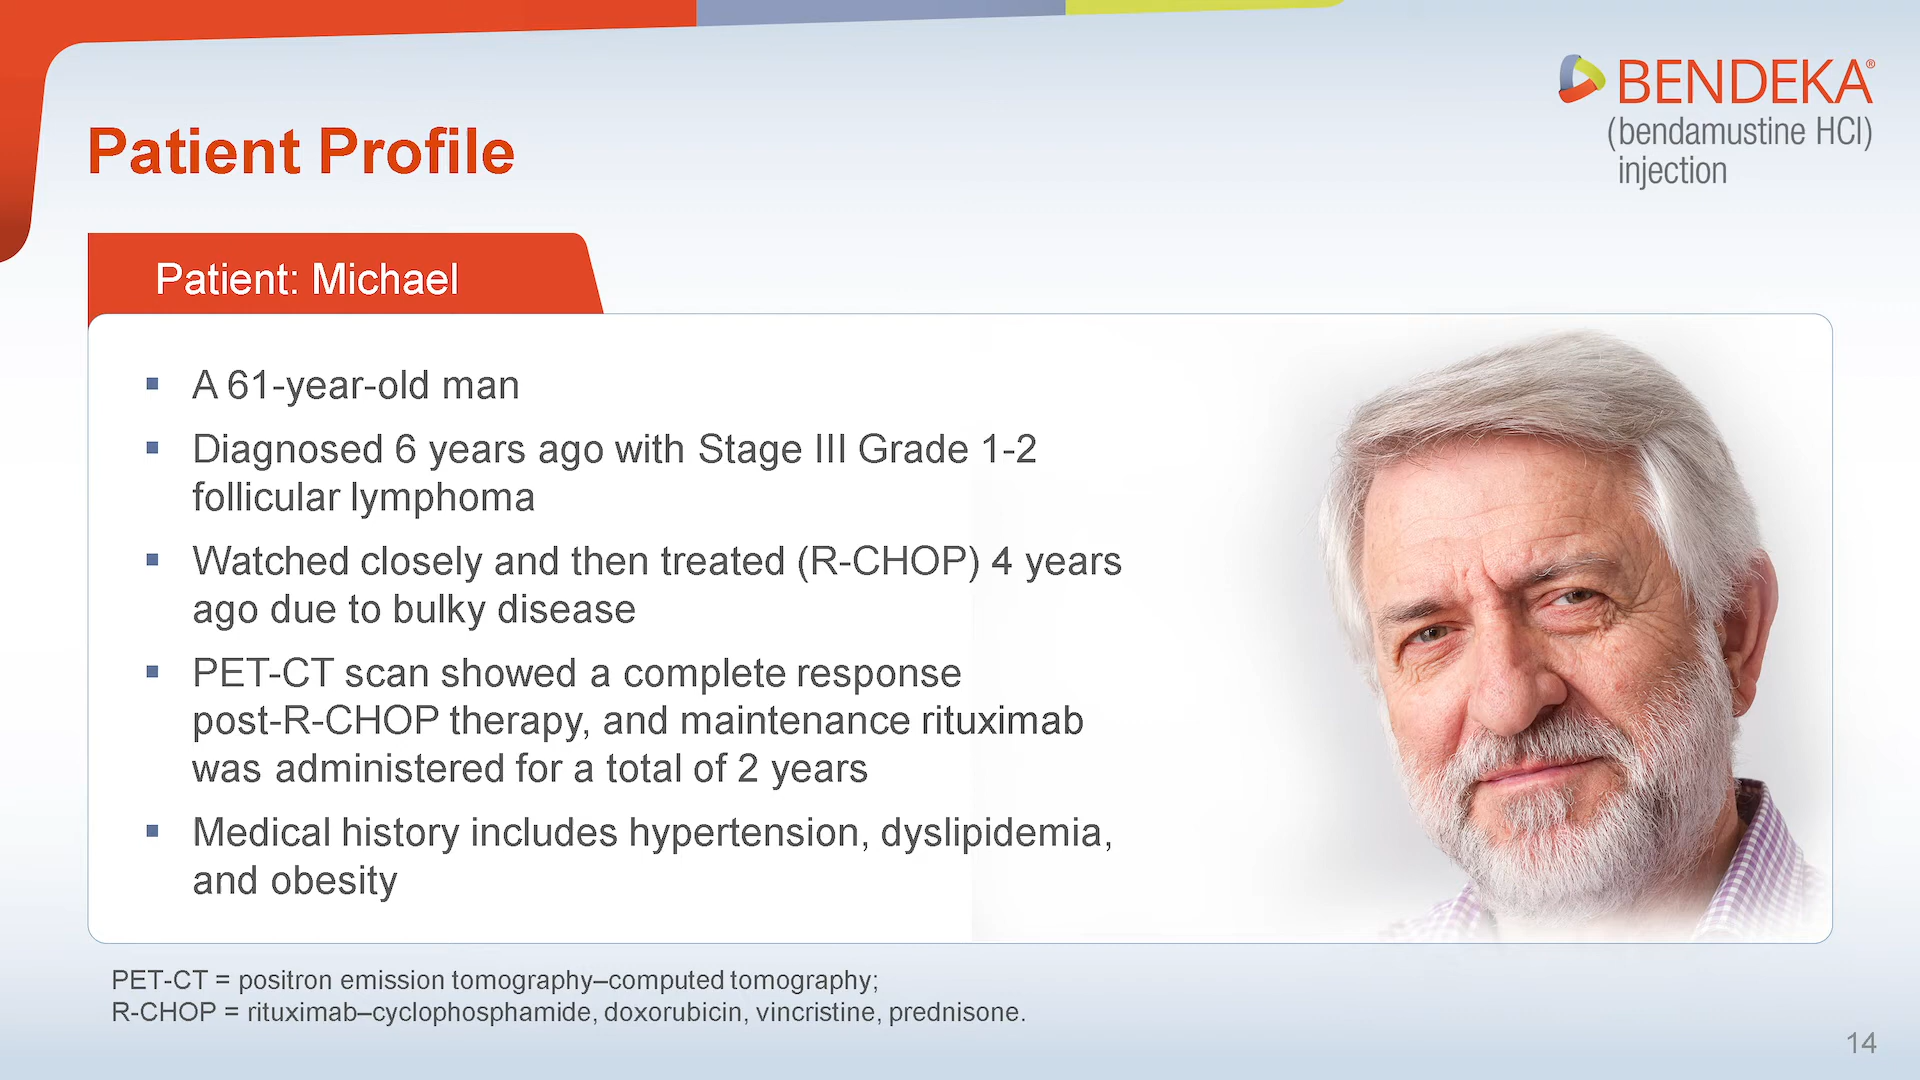 BENDEKA®
(bendamustine HCl)
injection
Patient Profile
Patient: Michael
▪ A 61-year-old man
▪ Diagnosed 6 years ago with Stage III Grade 1-2
follicular lymphoma
▪ Watched closely and then treated (R-CHOP) 4 years
ago due to bulky disease
▪ PET-CT scan showed a complete response
post-R-CHOP therapy, and maintenance rituximab
was administered for a total of 2 years
▪ Medical history includes hypertension, dyslipidemia,
and obesity
PET-CT = positron emission tomography–computed tomography;
R-CHOP = rituximab–cyclophosphamide, doxorubicin, vincristine, prednisone.
14